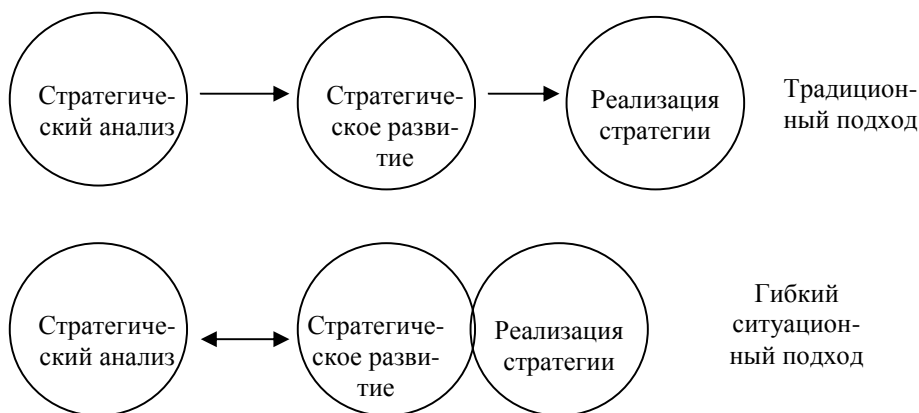 Стратегиче-
ский анализ
Стратегиче-
ское разви-
тие
Реализация
стратегии
Традицион-
ный подход
Стратегиче-
ский анализ
Стратегиче-
ское разви-
тие
Реализация
стратегии
Гибкий
ситуацион-
ный подход